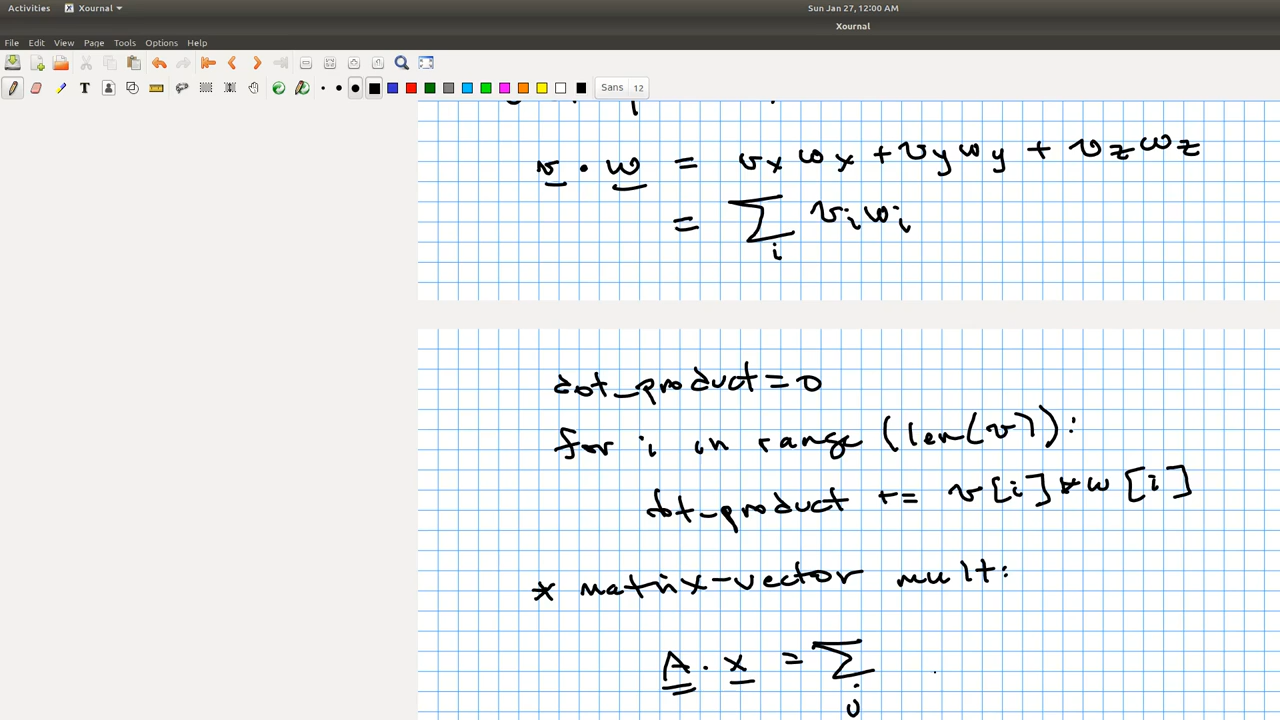 Activities Xournal Sun Jan 27, 12:00 AM
Xournal
File Edit View Page Tools Options Help
T Sans 12
v · w = vx wx + vy wy + vz wz
= Σ vi wi
i
dot_product = 0
for i in range (len(v)):
dot_product += v[i]*w[i]
* matrix-vector mult:
A · x = Σ
j